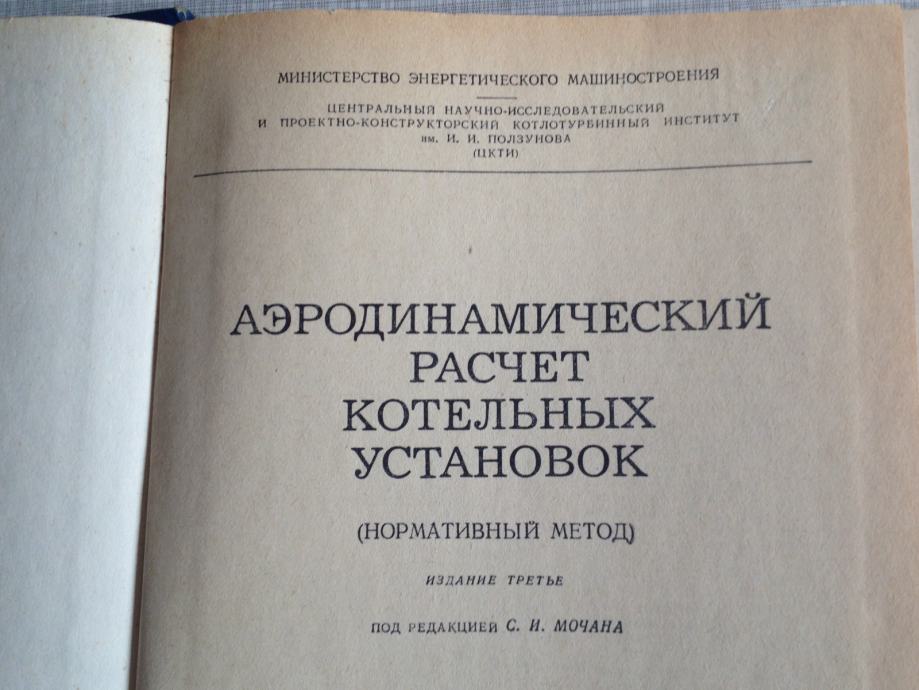 МИНИСТЕРСТВО ЭНЕРГЕТИЧЕСКОГО МАШИНОСТРОЕНИЯ
ЦЕНТРАЛЬНЫЙ НАУЧНО-ИССЛЕДОВАТЕЛЬСКИЙ
И ПРОЕКТНО-КОНСТРУКТОРСКИЙ КОТЛОТУРБИННЫЙ ИНСТИТУТ
им. И. И. ПОЛЗУНОВА
(ЦКТИ)
АЭРОДИНАМИЧЕСКИЙ
РАСЧЕТ
КОТЕЛЬНЫХ
УСТАНОВОК
(НОРМАТИВНЫЙ МЕТОД)
ИЗДАНИЕ ТРЕТЬЕ
ПОД РЕДАКЦИЕЙ С. И. МОЧАНА